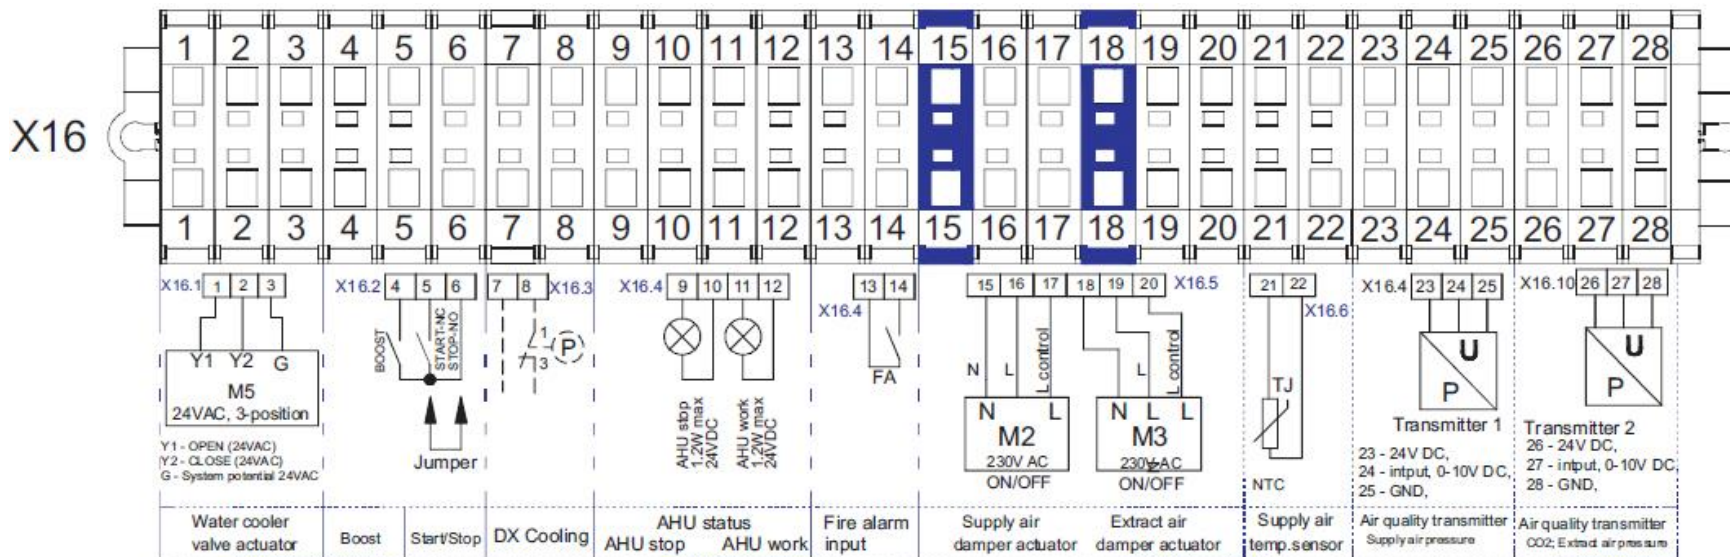 1 2 3 4 5 6 7 8 9 10 11 12 13 14 15 16 17 18 19 20 21 22 23 24 25 26 27 28
X16
1 2 3 4 5 6 7 8 9 10 11 12 13 14 15 16 17 18 19 20 21 22 23 24 25 26 27 28
X16.1 1 2 3
Y1 Y2 G
M5
24VAC, 3-position
Y1 - OPEN (24VAC)
Y2 - CLOSE (24VAC)
G - System potential 24VAC
Water cooler
valve actuator
X16.2 4 5 6
BOOST
START-NC
STOP-NO
Jumper
Boost
Start/Stop
7 8 X16.3
1
3
P
DX Cooling
X16.4 9 10 11 12
AHU stop
1.2W max
24VDC
AHU work
1.2W max
24VDC
AHU status
AHU stop AHU work
13 14
X16.4
FA
Fire alarm
input
15 16 17 18 19 20 X16.5
N L L control
N L
M2
230V AC
ON/OFF
Supply air
damper actuator
L L control
N L L
M3
230V AC
ON/OFF
Extract air
damper actuator
21 22
X16.6
TJ
NTC
Supply air
temp.sensor
X16.4 23 24 25
U
P
Transmitter 1
23 - 24V DC,
24 - intput, 0-10V DC,
25 - GND,
Air quality transmitter
Supply air pressure
X16.10 26 27 28
U
P
Transmitter 2
26 - 24V DC,
27 - intput, 0-10V DC,
28 - GND,
Air quality transmitter
CO2; Extract air pressure